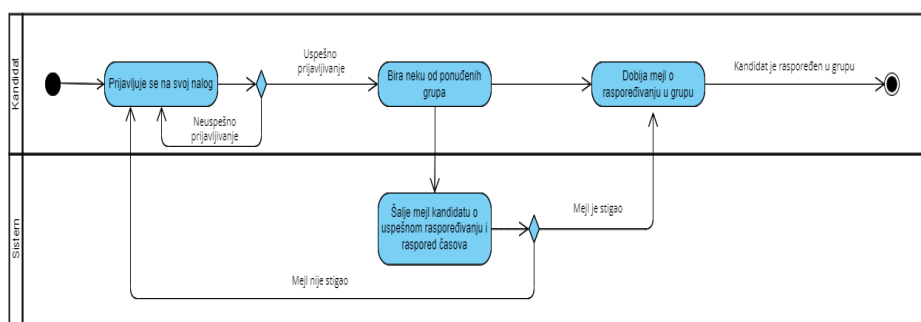 Kandidat
Prijavljuje se na svoj nalog
Uspešno
prijavljivanje
Neuspešno
prijavljivanje
Bira neku od ponuđenih
grupa
Dobija mejl o
raspoređivanju u grupu
Kandidat je raspoređen u grupu
Sistem
Šalje mejl kandidatu o
uspešnom raspoređivanju i
raspored časova
Mejl je stigao
Mejl nije stigao